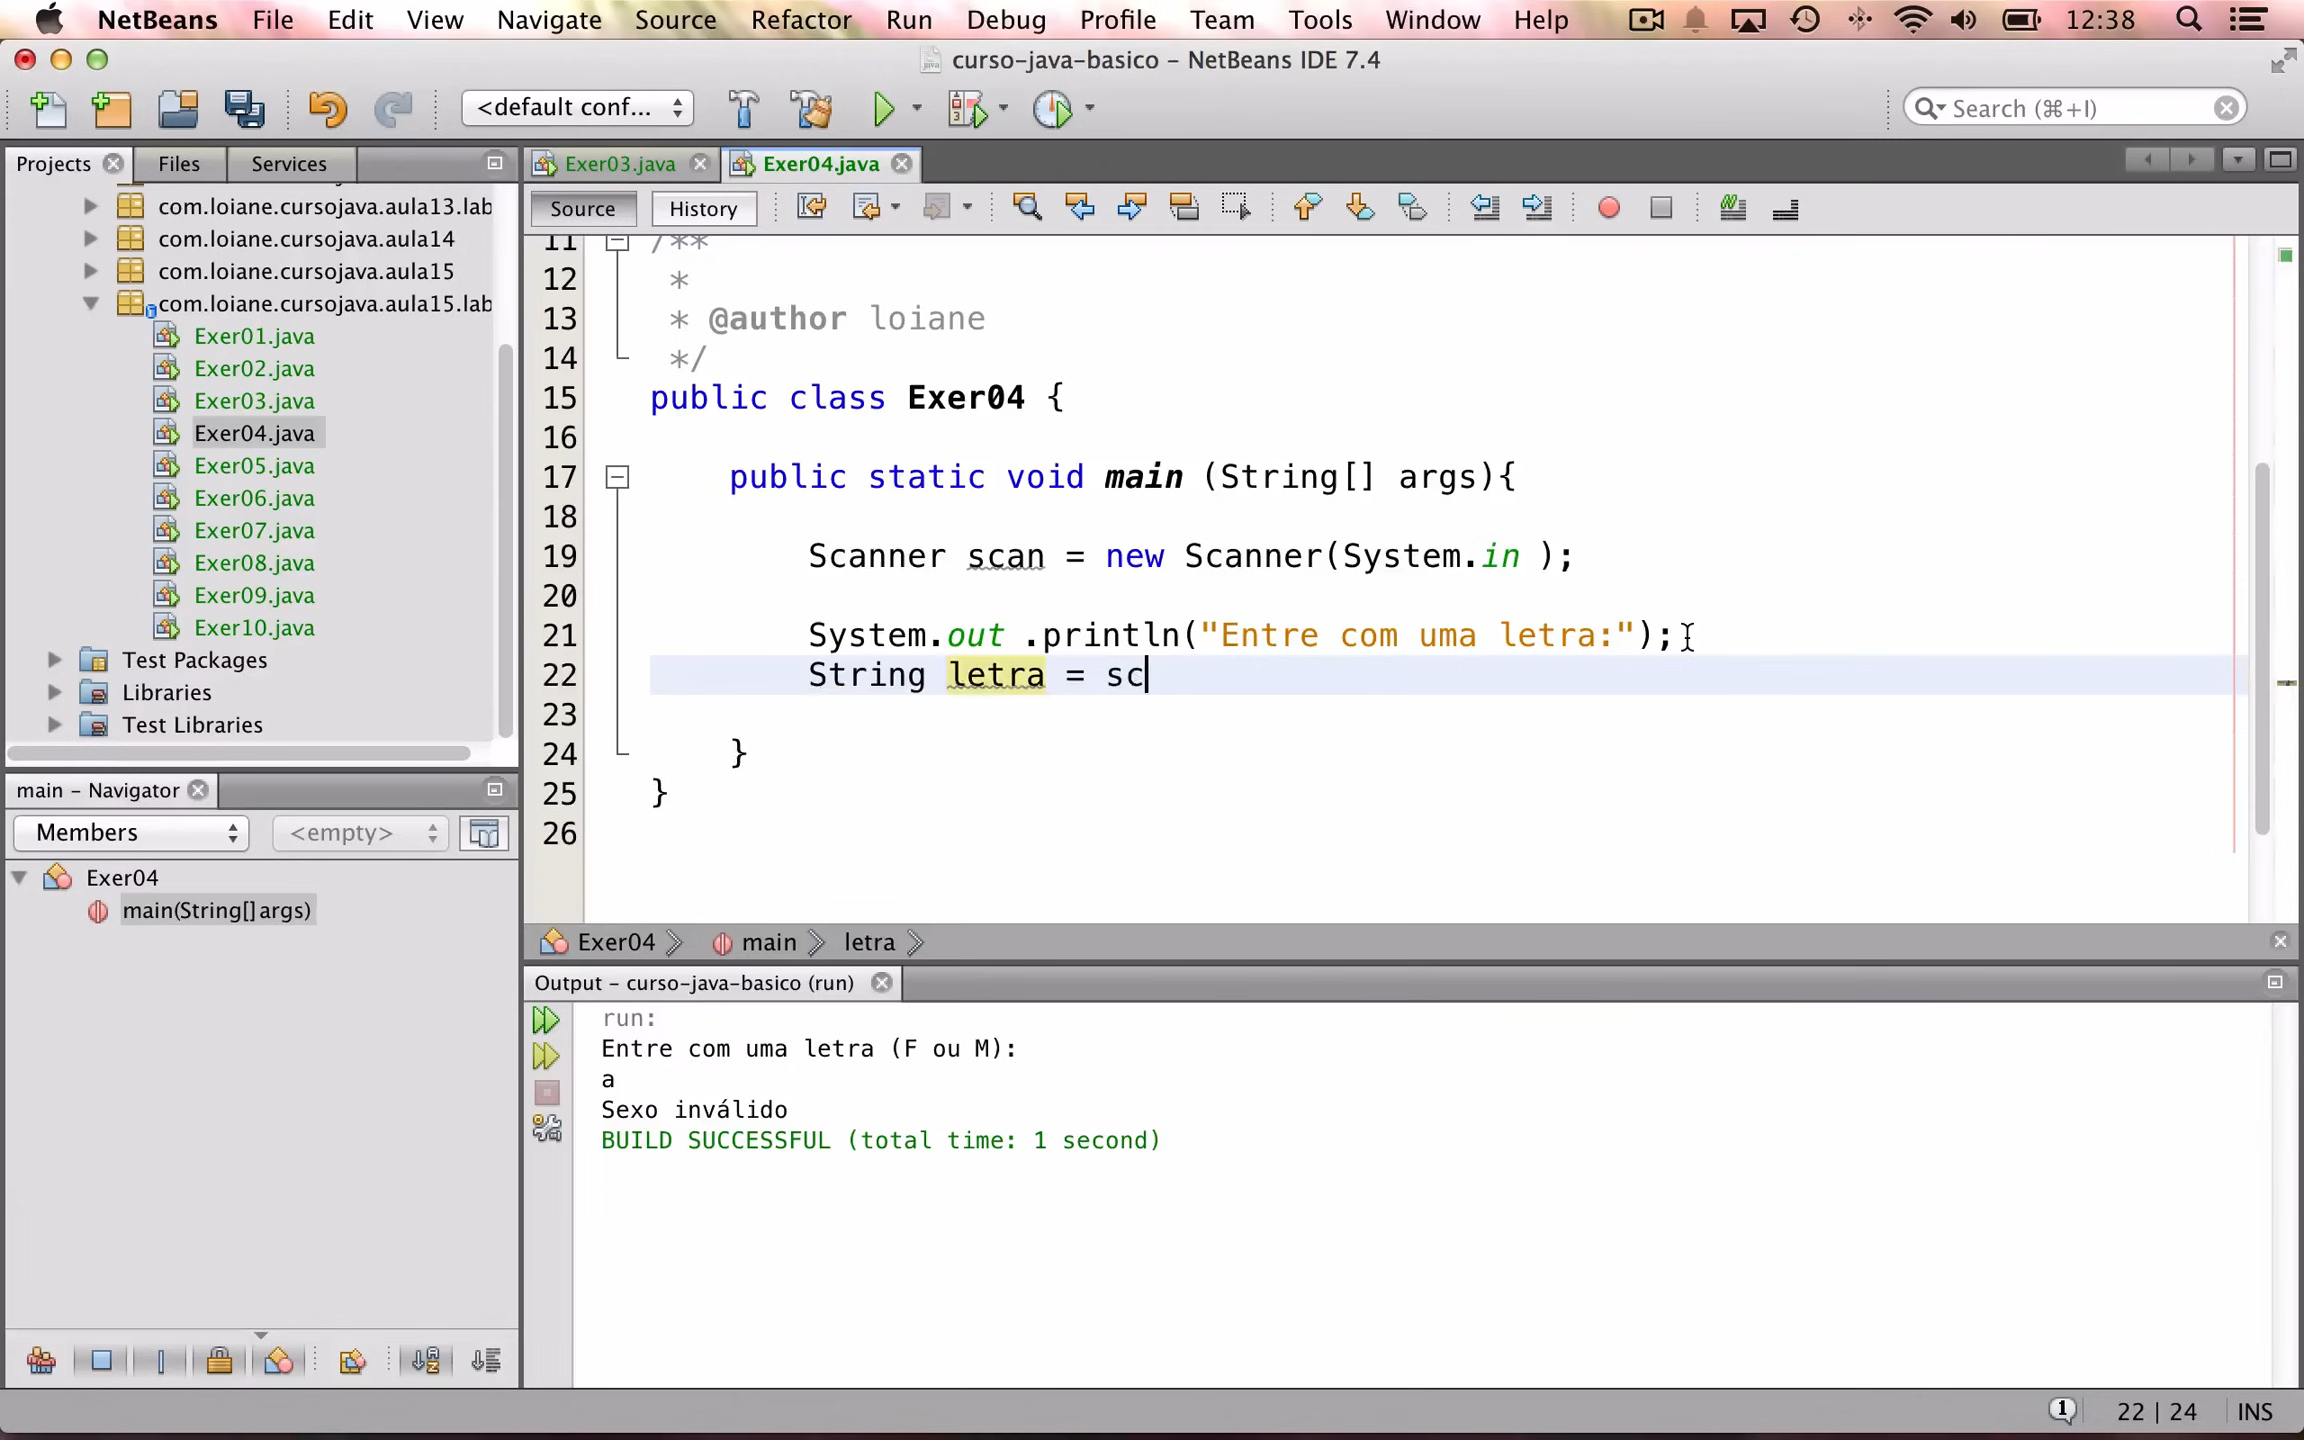 NetBeans File Edit View Navigate Source Refactor Run Debug Profile Team Tools Window Help 12:38
curso-java-basico – NetBeans IDE 7.4
<default conf... Search (⌘+I)
Projects Files Services
com.loiane.cursojava.aula13.lab
com.loiane.cursojava.aula14
com.loiane.cursojava.aula15
com.loiane.cursojava.aula15.lab
Exer01.java
Exer02.java
Exer03.java
Exer04.java
Exer05.java
Exer06.java
Exer07.java
Exer08.java
Exer09.java
Exer10.java
Test Packages
Libraries
Test Libraries
main – Navigator
Members <empty>
Exer04
main(String[] args)
Exer03.java Exer04.java
Source History
11 /**
12 *
13 * @author loiane
14 */
15 public class Exer04 {
16
17 public static void main (String[] args){
18
19 Scanner scan = new Scanner(System.in );
20
21 System.out .println("Entre com uma letra:");
22 String letra = sc
23
24 }
25 }
26
Exer04 main letra
Output – curso-java-basico (run)
run:
Entre com uma letra (F ou M):
a
Sexo inválido
BUILD SUCCESSFUL (total time: 1 second)
1 22 | 24 INS